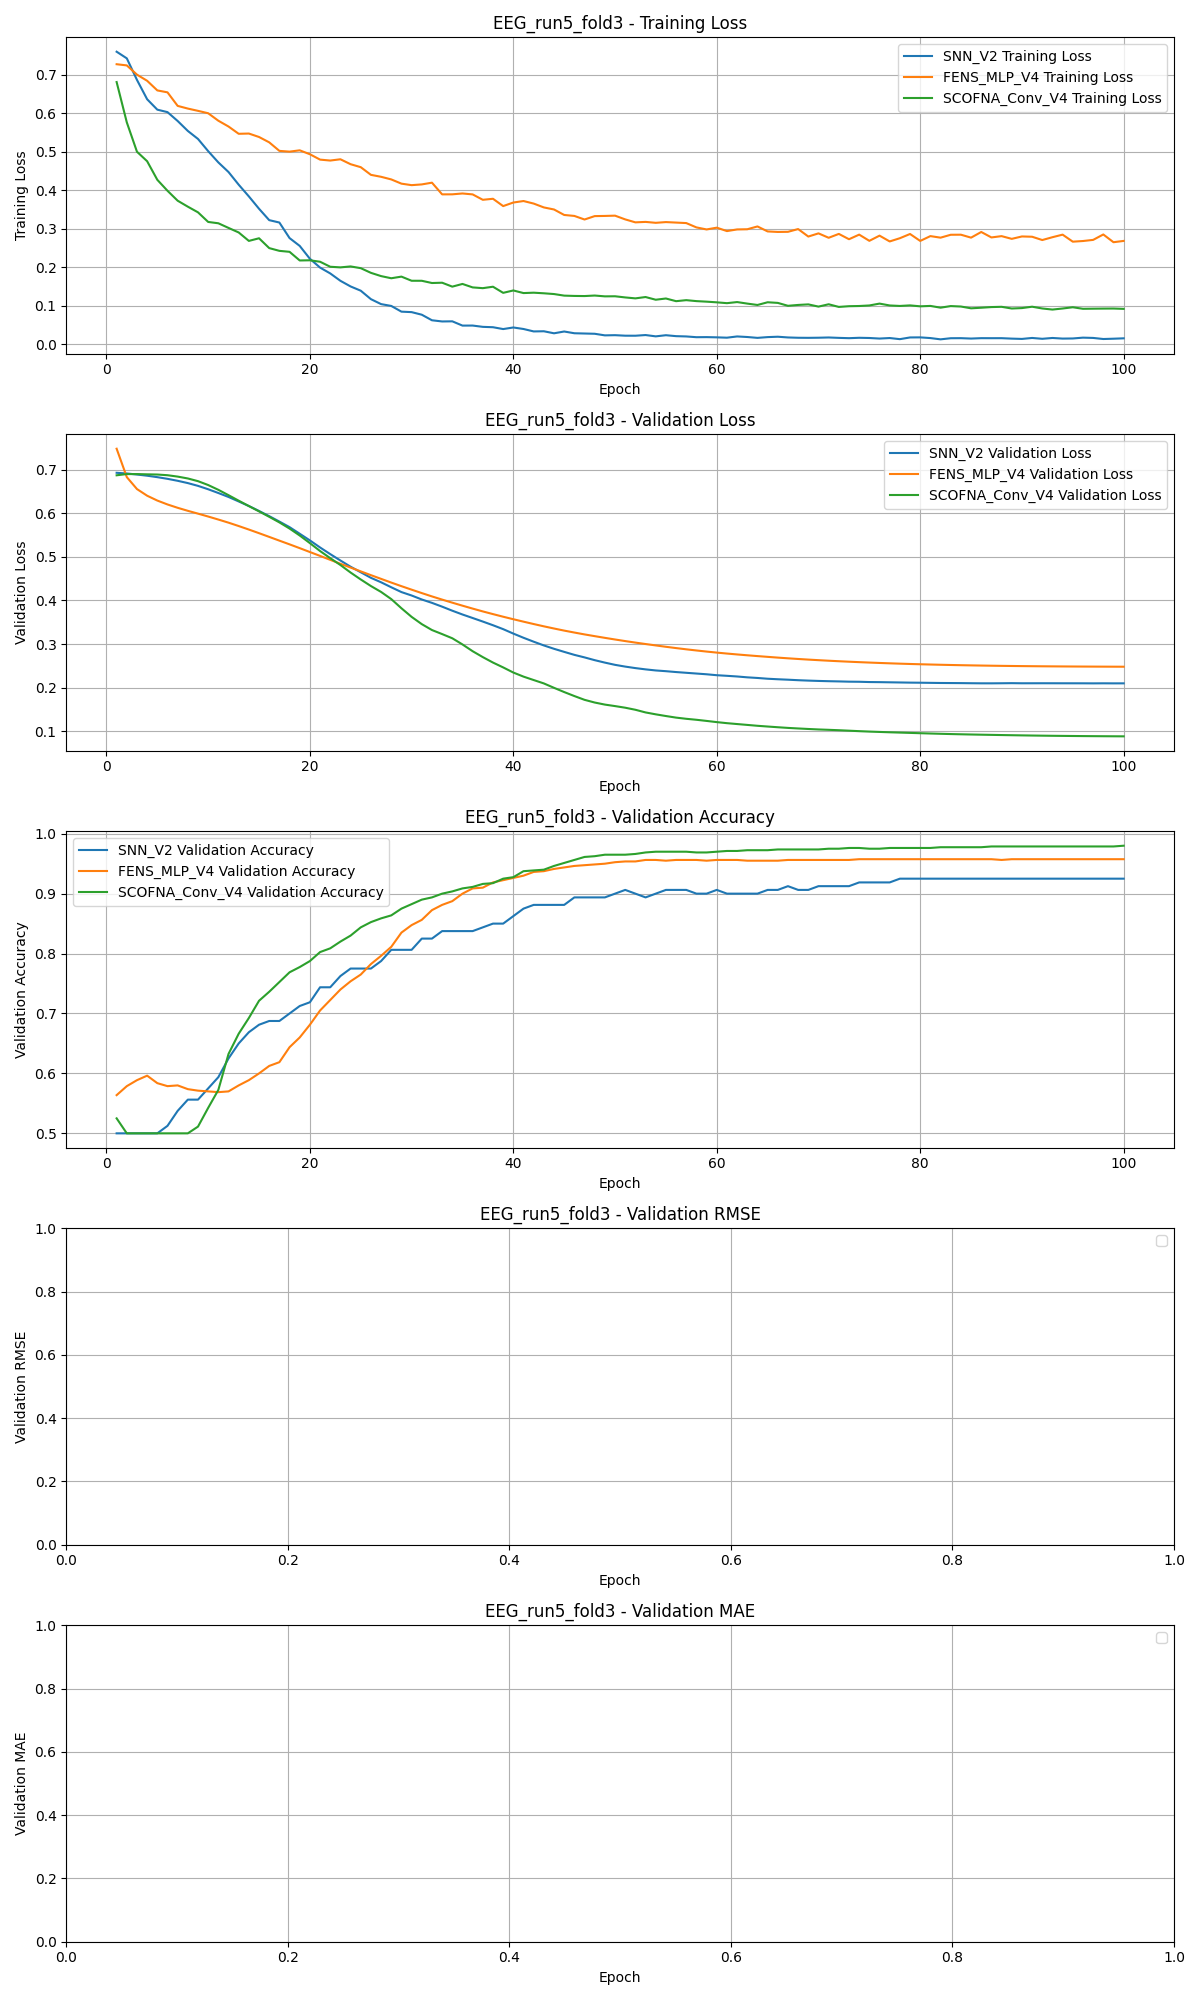 EEG_run5_fold3 - Training Loss
SNN_V2 Training Loss
FENS_MLP_V4 Training Loss
SCOFNA_Conv_V4 Training Loss
Training Loss
0.7
0.6
0.5
0.4
0.3
0.2
0.1
0.0
0 20 40 60 80 100
Epoch
EEG_run5_fold3 - Validation Loss
SNN_V2 Validation Loss
FENS_MLP_V4 Validation Loss
SCOFNA_Conv_V4 Validation Loss
Validation Loss
0.7
0.6
0.5
0.4
0.3
0.2
0.1
0 20 40 60 80 100
Epoch
EEG_run5_fold3 - Validation Accuracy
SNN_V2 Validation Accuracy
FENS_MLP_V4 Validation Accuracy
SCOFNA_Conv_V4 Validation Accuracy
Validation Accuracy
1.0
0.9
0.8
0.7
0.6
0.5
0 20 40 60 80 100
Epoch
EEG_run5_fold3 - Validation RMSE
Validation RMSE
1.0
0.8
0.6
0.4
0.2
0.0
0.0 0.2 0.4 0.6 0.8 1.0
Epoch
EEG_run5_fold3 - Validation MAE
Validation MAE
1.0
0.8
0.6
0.4
0.2
0.0
0.0 0.2 0.4 0.6 0.8 1.0
Epoch